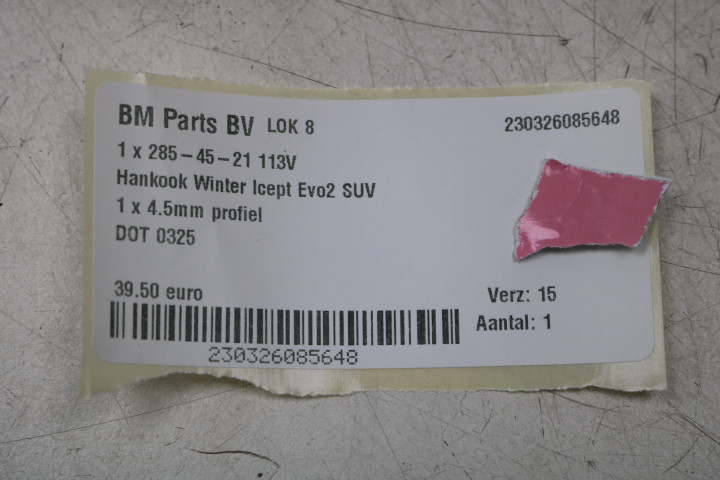 BM Parts BV LOK 8
230326085648
1 x 285-45-21 113V
Hankook Winter Icept Evo2 SUV
1 x 4.5mm profiel
DOT 0325
39.50 euro
Verz: 15
Aantal: 1
230326085648